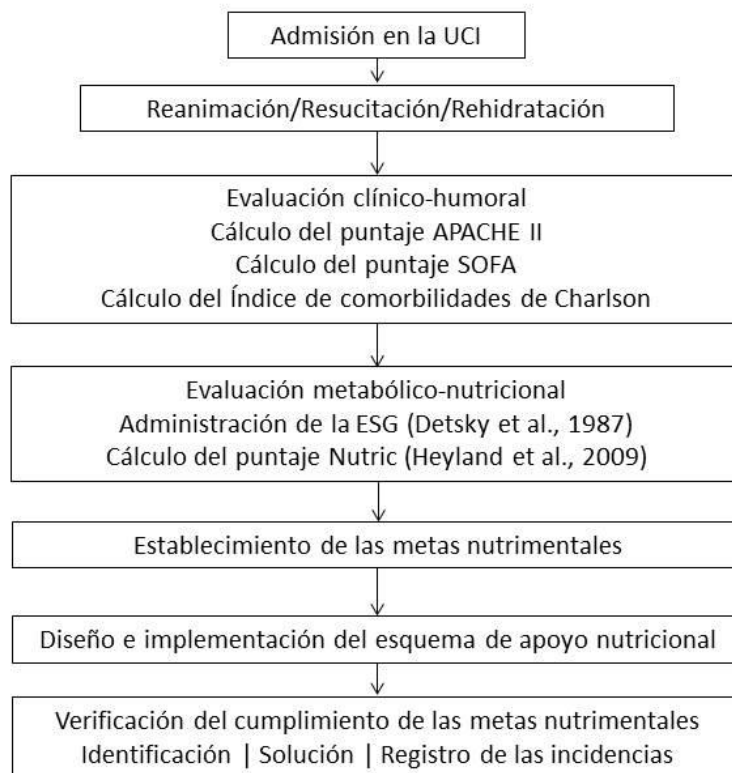 Admisión en la UCI
Reanimación/Resucitación/Rehidratación
Evaluación clínico-humoral
Cálculo del puntaje APACHE II
Cálculo del puntaje SOFA
Cálculo del Índice de comorbilidades de Charlson
Evaluación metabólico-nutricional
Administración de la ESG (Detsky et al., 1987)
Cálculo del puntaje Nutric (Heyland et al., 2009)
Establecimiento de las metas nutrimentales
Diseño e implementación del esquema de apoyo nutricional
Verificación del cumplimiento de las metas nutrimentales
Identificación | Solución | Registro de las incidencias